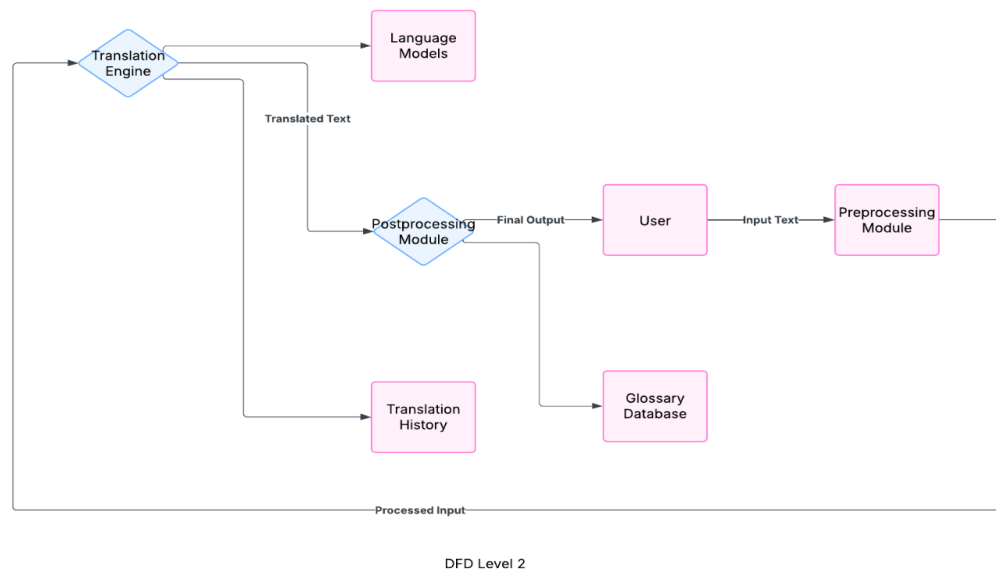 Language
Models
Translation
Engine
Translated Text
Postprocessing
Module
Final Output
User
Input Text
Preprocessing
Module
Translation
History
Glossary
Database
Processed Input
DFD Level 2